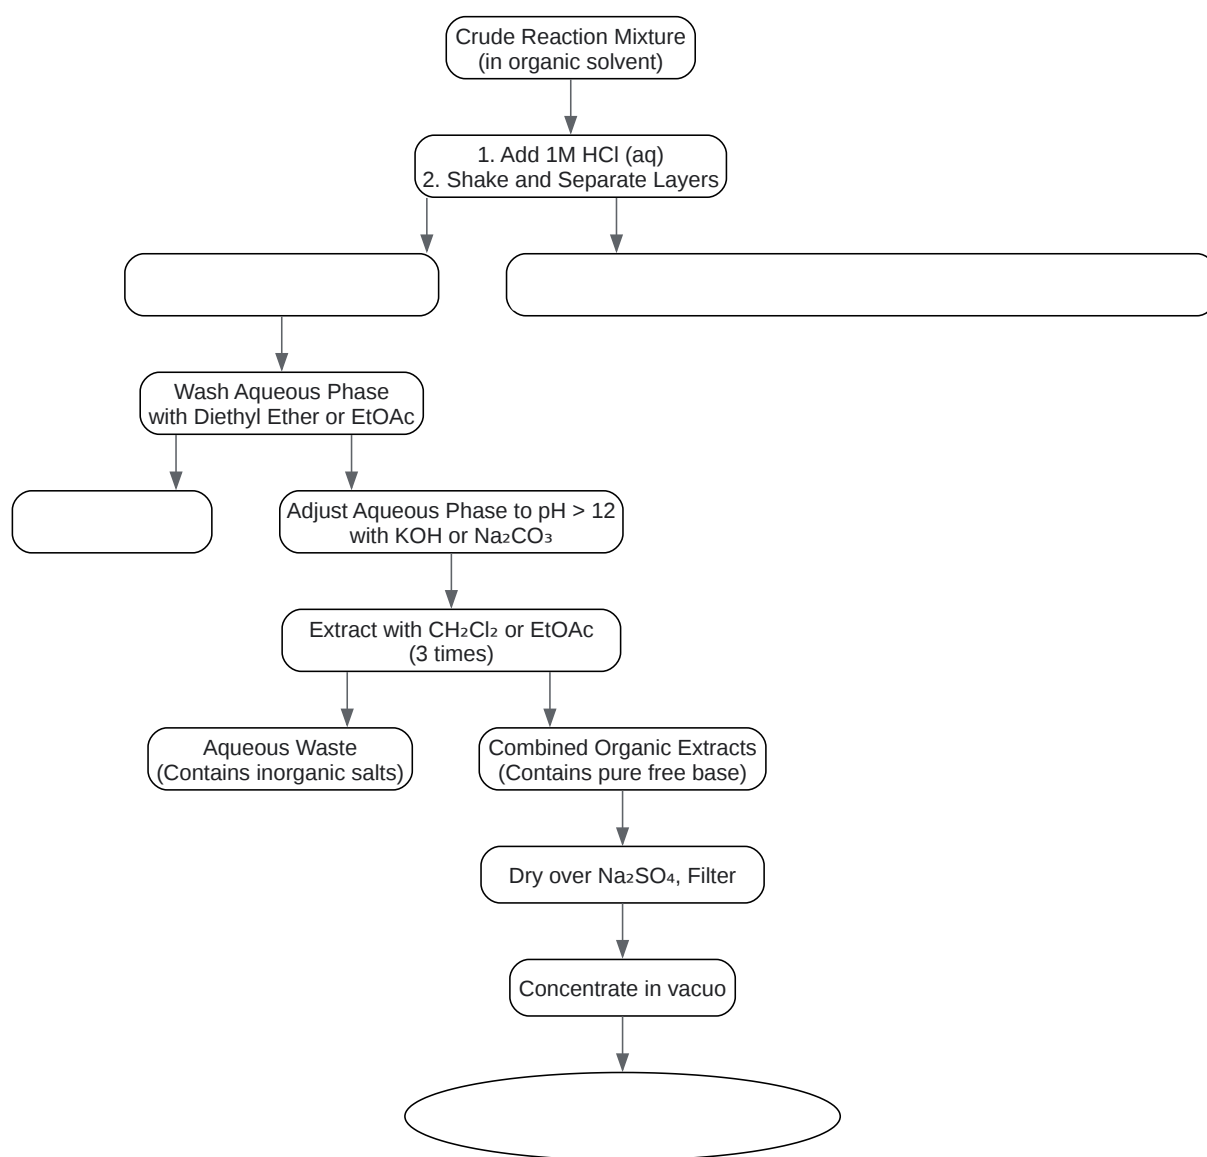 Crude Reaction Mixture
(in organic solvent)
1. Add 1M HCl (aq)
2. Shake and Separate Layers
Wash Aqueous Phase
with Diethyl Ether or EtOAc
Adjust Aqueous Phase to pH > 12
with KOH or Na₂CO₃
Extract with CH₂Cl₂ or EtOAc
(3 times)
Aqueous Waste
(Contains inorganic salts)
Combined Organic Extracts
(Contains pure free base)
Dry over Na₂SO₄, Filter
Concentrate in vacuo